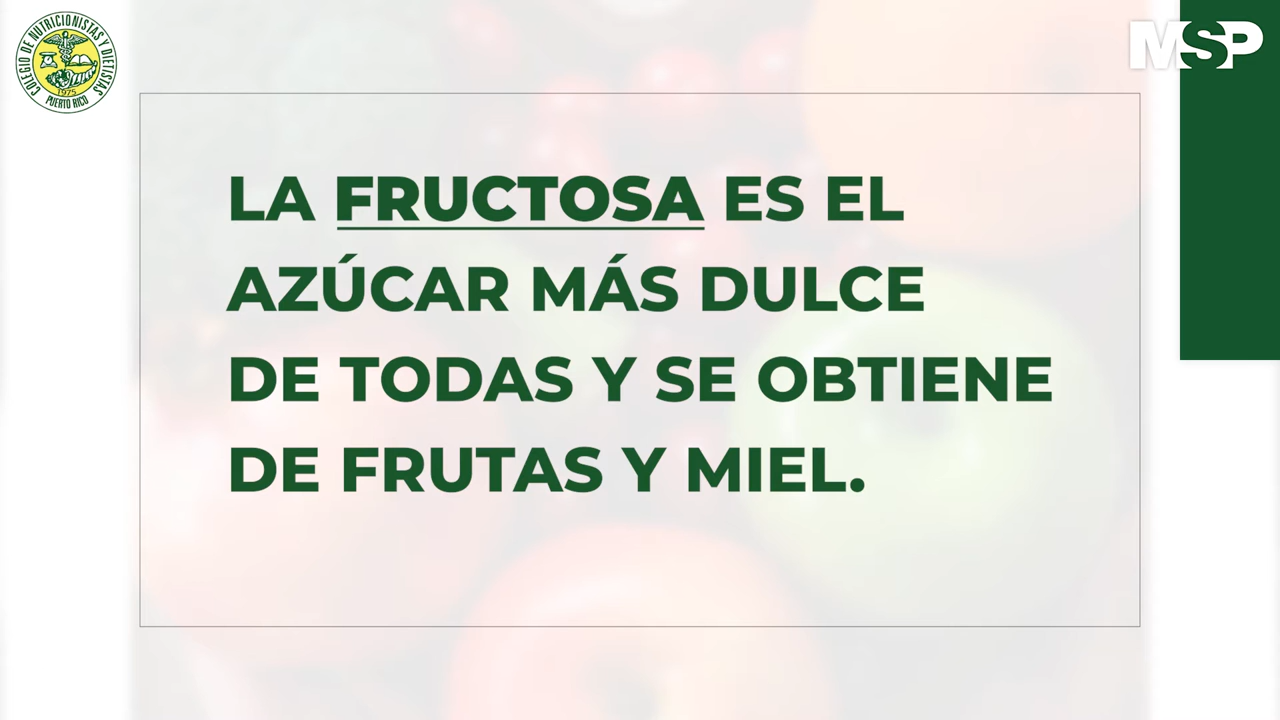 COLEGIO DE NUTRICIONISTAS Y DIETISTAS
1975
PUERTO RICO
MSP
LA FRUCTOSA ES EL
AZÚCAR MÁS DULCE
DE TODAS Y SE OBTIENE
DE FRUTAS Y MIEL.